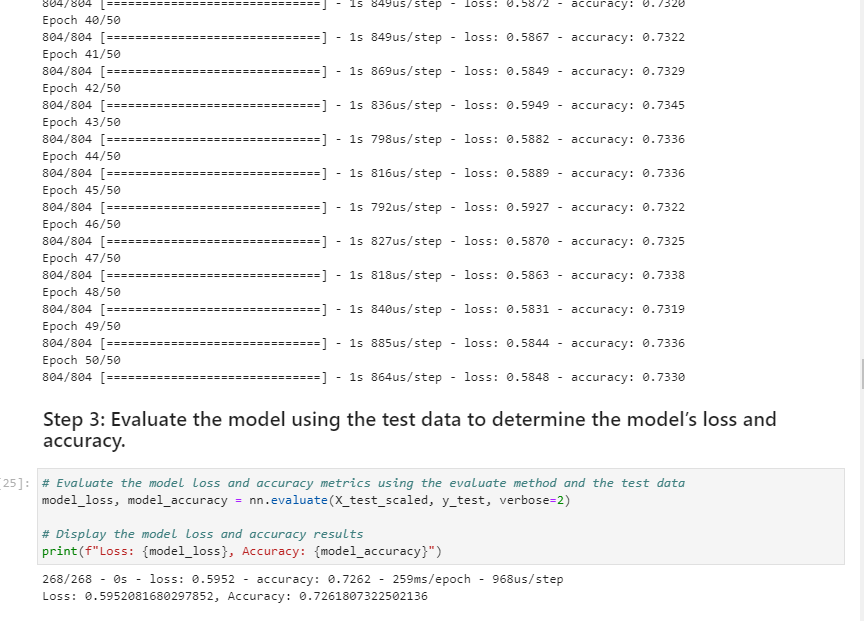 804/804 [==============================] - 1s 849us/step - loss: 0.5872 - accuracy: 0.7320
Epoch 40/50
804/804 [==============================] - 1s 849us/step - loss: 0.5867 - accuracy: 0.7322
Epoch 41/50
804/804 [==============================] - 1s 869us/step - loss: 0.5849 - accuracy: 0.7329
Epoch 42/50
804/804 [==============================] - 1s 836us/step - loss: 0.5949 - accuracy: 0.7345
Epoch 43/50
804/804 [==============================] - 1s 798us/step - loss: 0.5882 - accuracy: 0.7336
Epoch 44/50
804/804 [==============================] - 1s 816us/step - loss: 0.5889 - accuracy: 0.7336
Epoch 45/50
804/804 [==============================] - 1s 792us/step - loss: 0.5927 - accuracy: 0.7322
Epoch 46/50
804/804 [==============================] - 1s 827us/step - loss: 0.5870 - accuracy: 0.7325
Epoch 47/50
804/804 [==============================] - 1s 818us/step - loss: 0.5863 - accuracy: 0.7338
Epoch 48/50
804/804 [==============================] - 1s 840us/step - loss: 0.5831 - accuracy: 0.7319
Epoch 49/50
804/804 [==============================] - 1s 885us/step - loss: 0.5844 - accuracy: 0.7336
Epoch 50/50
804/804 [==============================] - 1s 864us/step - loss: 0.5848 - accuracy: 0.7330
Step 3: Evaluate the model using the test data to determine the model’s loss and
accuracy.
25]: # Evaluate the model loss and accuracy metrics using the evaluate method and the test data
model_loss, model_accuracy = nn.evaluate(X_test_scaled, y_test, verbose=2)
# Display the model loss and accuracy results
print(f"Loss: {model_loss}, Accuracy: {model_accuracy}")
268/268 - 0s - loss: 0.5952 - accuracy: 0.7262 - 259ms/epoch - 968us/step
Loss: 0.5952081680297852, Accuracy: 0.7261807322502136